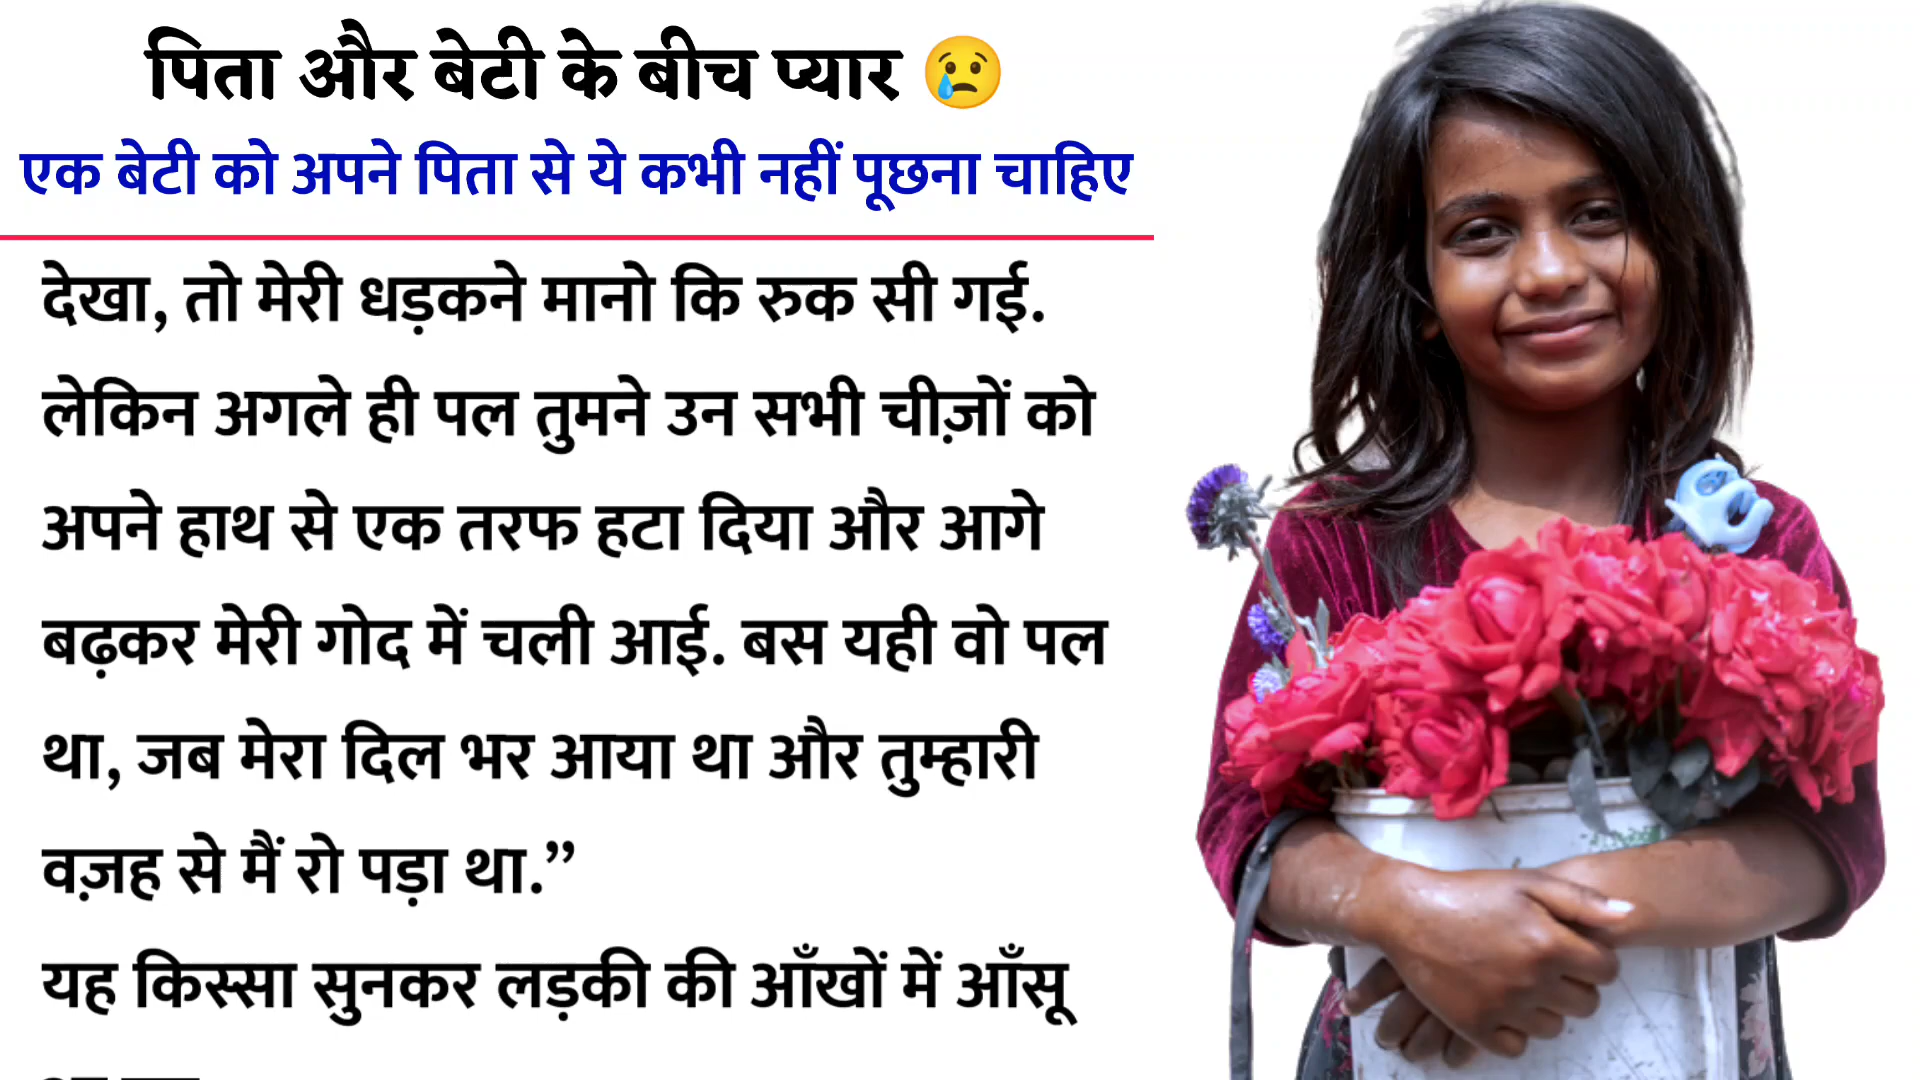 पिता और बेटी के बीच प्यार 😢
एक बेटी को अपने पिता से ये कभी नहीं पूछना चाहिए
देखा, तो मेरी धड़कने मानो कि रुक सी गई.
लेकिन अगले ही पल तुमने उन सभी चीज़ों को
अपने हाथ से एक तरफ हटा दिया और आगे
बढ़कर मेरी गोद में चली आई. बस यही वो पल
था, जब मेरा दिल भर आया था और तुम्हारी
वज़ह से मैं रो पड़ा था.”
यह किस्सा सुनकर लड़की की आँखों में आँसू